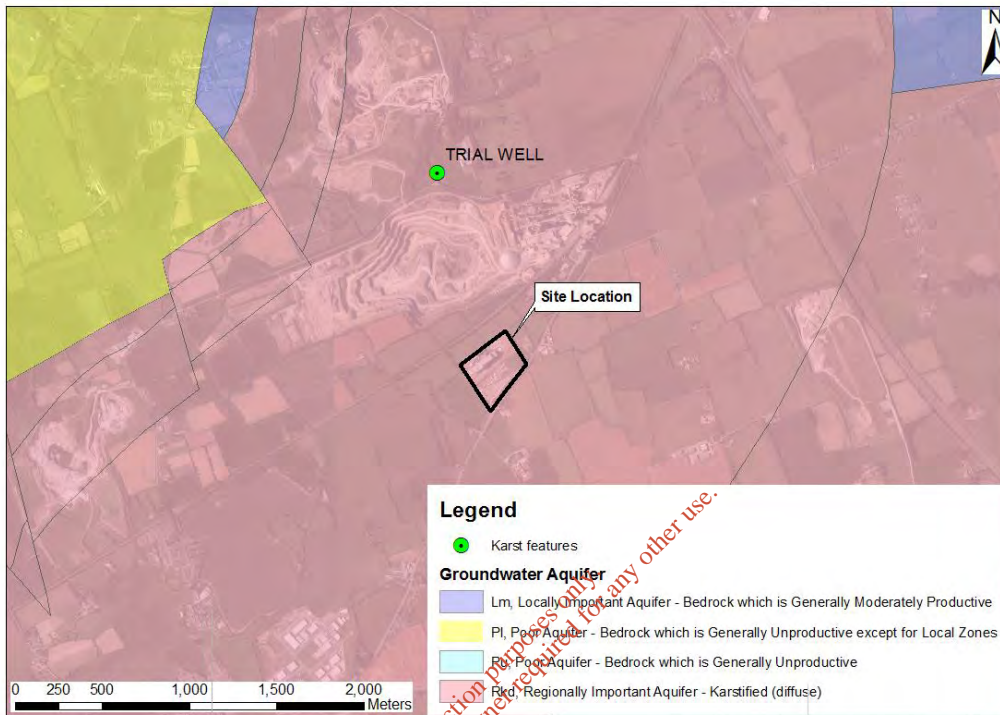 N
TRIAL WELL
Site Location
Legend
Karst features
Groundwater Aquifer
Lm, Locally Important Aquifer - Bedrock which is Generally Moderately Productive
Pl, Poor Aquifer - Bedrock which is Generally Unproductive except for Local Zones
Pu, Poor Aquifer - Bedrock which is Generally Unproductive
Rkd, Regionally Important Aquifer - Karstified (diffuse)
0 250 500 1,000 1,500 2,000
Meters
purposes only
required for any other use.